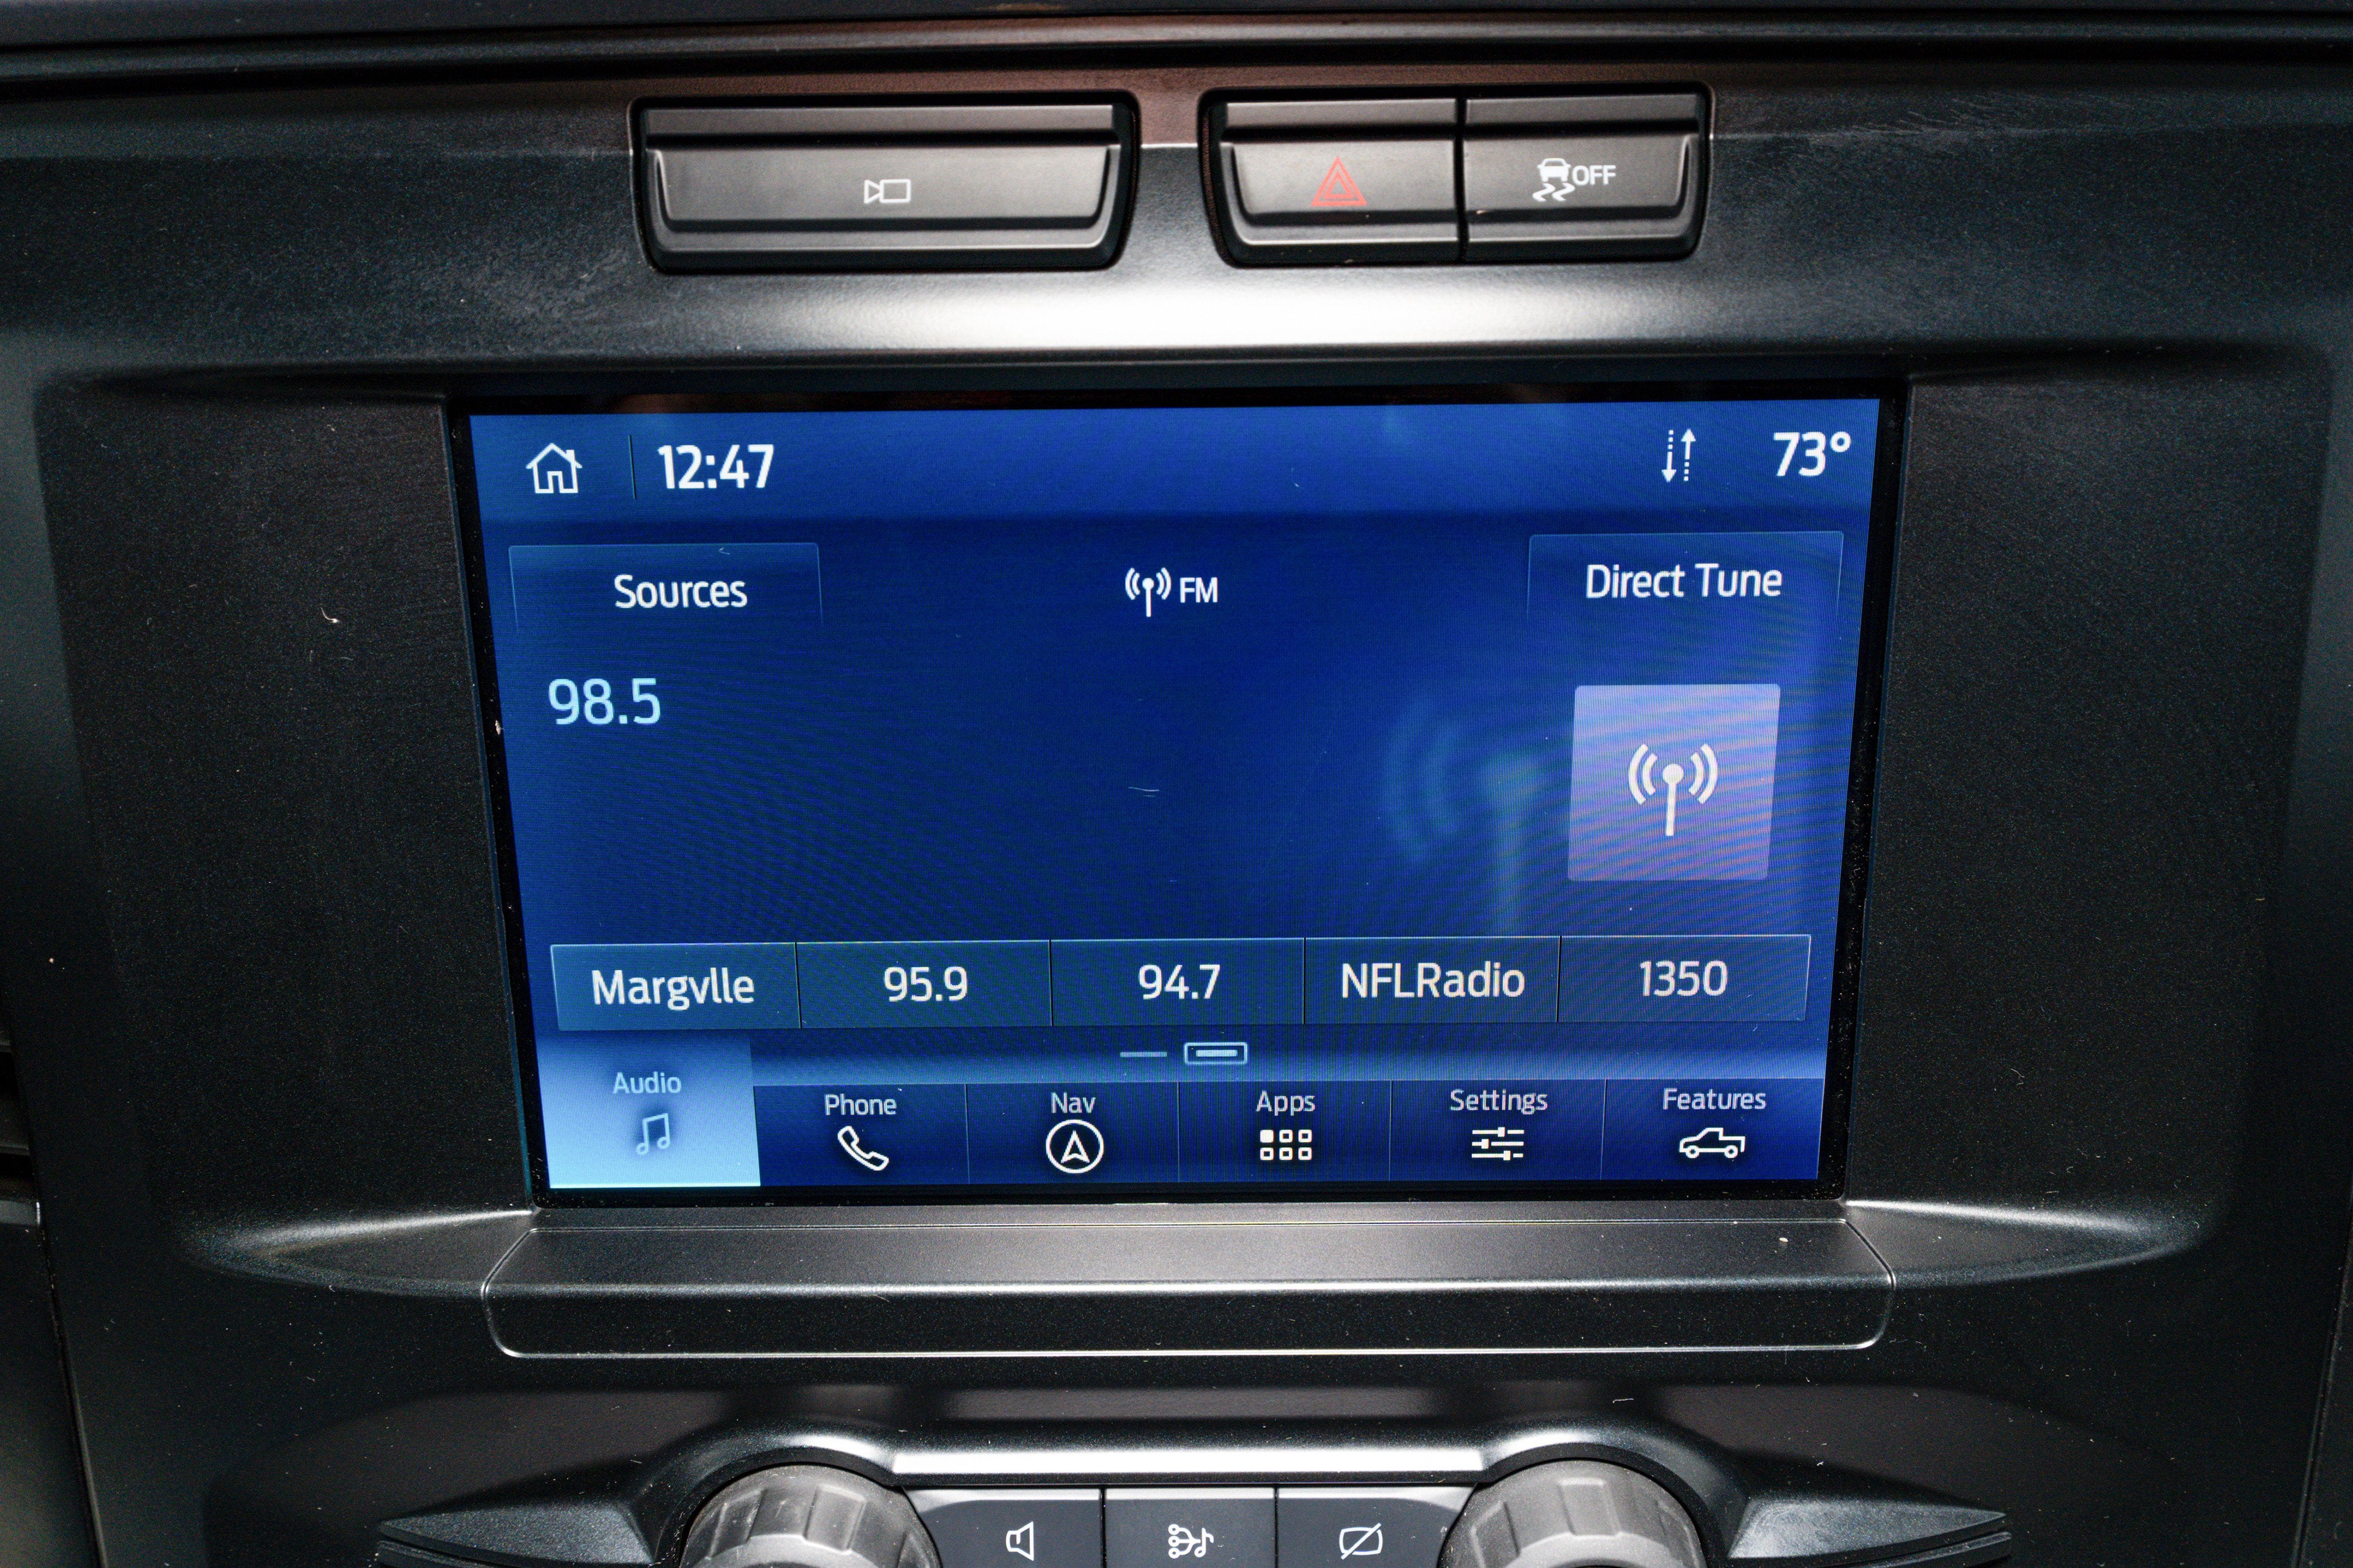 OFF
12:47 73°
Sources FM Direct Tune
98.5
Margvlle 95.9 94.7 NFLRadio 1350
Audio Phone Nav Apps Settings Features